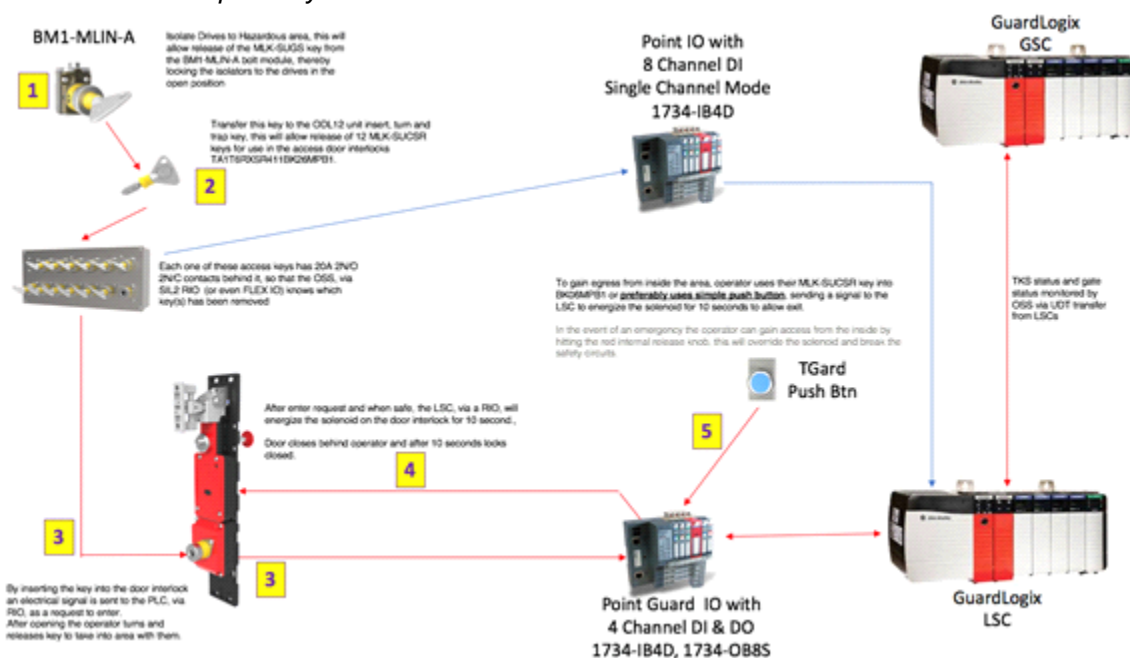 BM1-MLIN-A
Isolate Drives to Hazardous area, this will
allow release of the MLK-SUGS key from
the BM1-MLIN-A bolt module, thereby
locking the isolators to the drives in the
open position
1
Transfer this key to the ODL12 unit insert, turn and
trap key, this will allow release of 12 MLK-SUCSR
keys for use in the access door interlocks
2
Each one of these access keys has 20A 2N/O
2N/C contacts behind it, so that the OSS, via
SIL2 RIO (or even FLEX IO) knows which
key(s) has been removed
Point IO with
8 Channel DI
Single Channel Mode
1734-IB4D
GuardLogix
GSC
To gain egress from inside the area, operator uses their MLK-SUCSR key into
BK06MPB1 or preferably uses simple push button, sending a signal to the
LSC to energize the solenoid for 10 seconds to allow exit.
In the event of an emergency the operator can gain access from the inside by
hitting the red internal release knob, this will override the solenoid and break the
safety circuits.
TKS status and gate
status monitored by
OSS via UDT transfer
from LSCs
TGard
Push Btn
5
After enter request and when safe, the LSC, via a RIO, will
energize the solenoid on the door interlock for 10 second.,
Door closes behind operator and after 10 seconds locks
closed.
4
3
3
By inserting the key into the door interlock
an electrical signal is sent to the PLC, via
RIO, as a request to enter.
After opening the operator turns and
releases key to take into area with them.
Point Guard IO with
4 Channel DI & DO
1734-IB4D, 1734-OB8S
GuardLogix
LSC